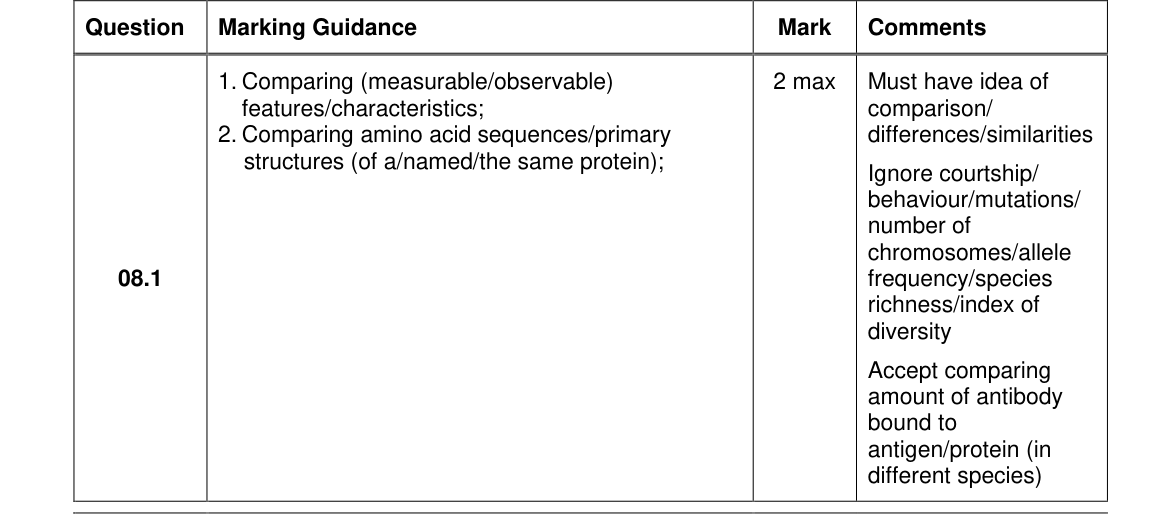 Question Marking Guidance Mark Comments
08.1
1. Comparing (measurable/observable)
features/characteristics;
2. Comparing amino acid sequences/primary
structures (of a/named/the same protein);
2 max
Must have idea of
comparison/
differences/similarities
Ignore courtship/
behaviour/mutations/
number of
chromosomes/allele
frequency/species
richness/index of
diversity
Accept comparing
amount of antibody
bound to
antigen/protein (in
different species)